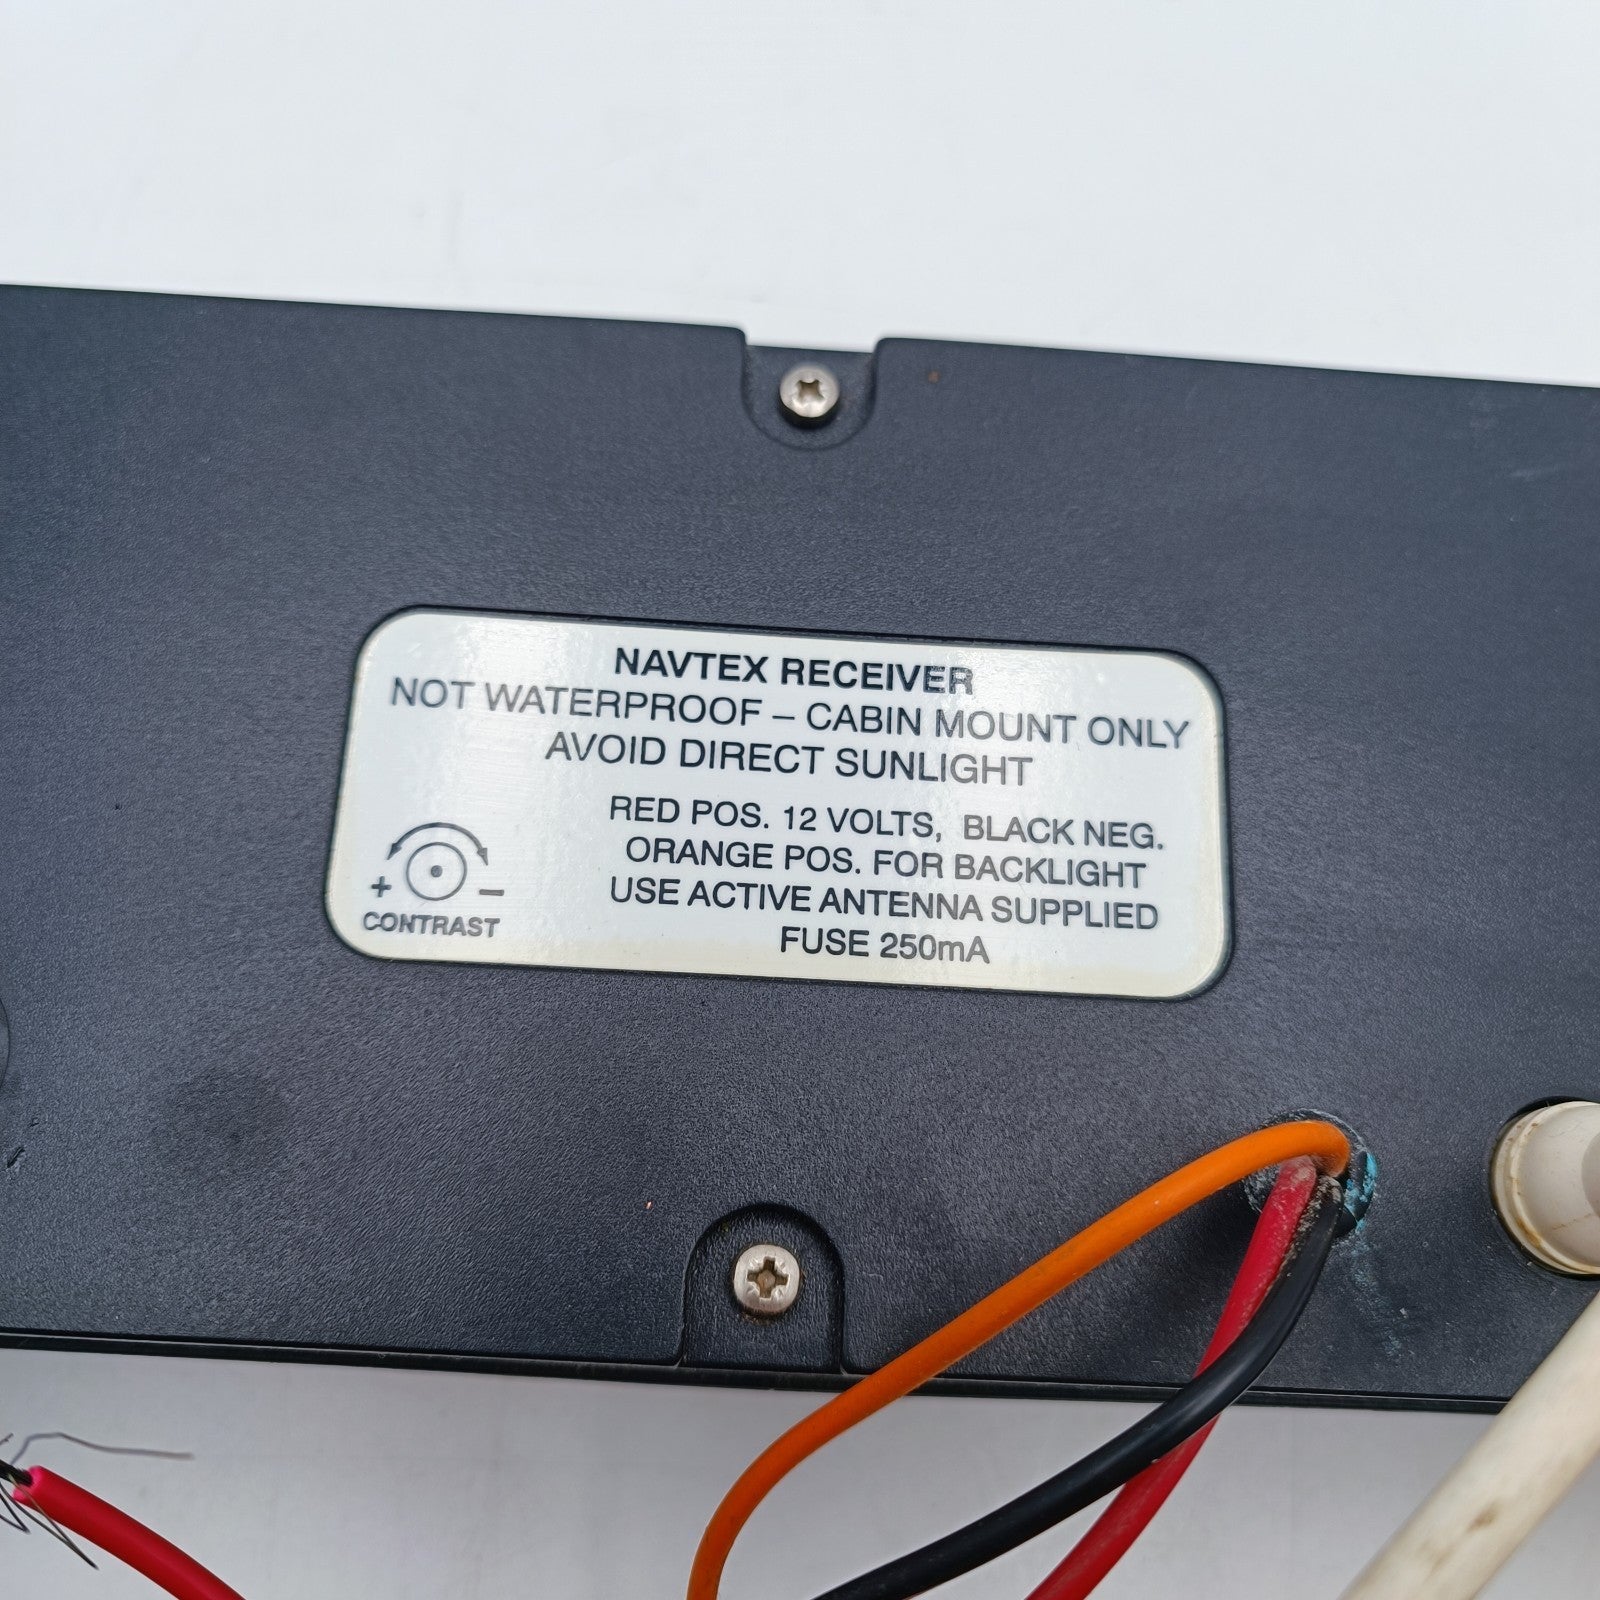 NAVTEX RECEIVER
NOT WATERPROOF – CABIN MOUNT ONLY
AVOID DIRECT SUNLIGHT
RED POS. 12 VOLTS, BLACK NEG.
ORANGE POS. FOR BACKLIGHT
USE ACTIVE ANTENNA SUPPLIED
FUSE 250mA
+ –
CONTRAST